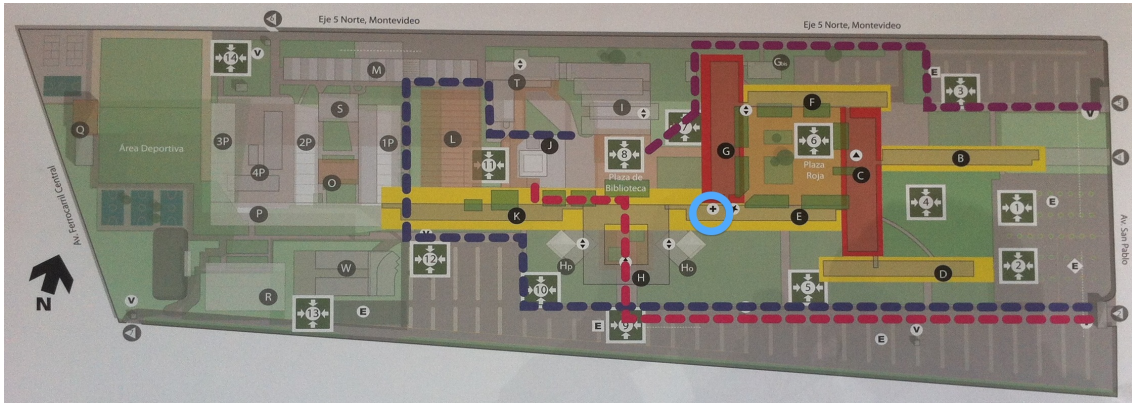 Eje 5 Norte, Montevideo
Eje 5 Norte, Montevideo
V
14
M
T
Gm
E
3
V
S
I
F
Q
Área Deportiva
3P
2P
1P
L
J
7
G
6
Plaza
Roja
B
4P
O
11
8
Plaza de
Biblioteca
C
4
1
E
P
K
E
W
12
Hp
H
Ho
D
2
E
R
10
5
V
13
E
E
9
E
V
N
Av. Ferrocarril Central
Av. San Pablo